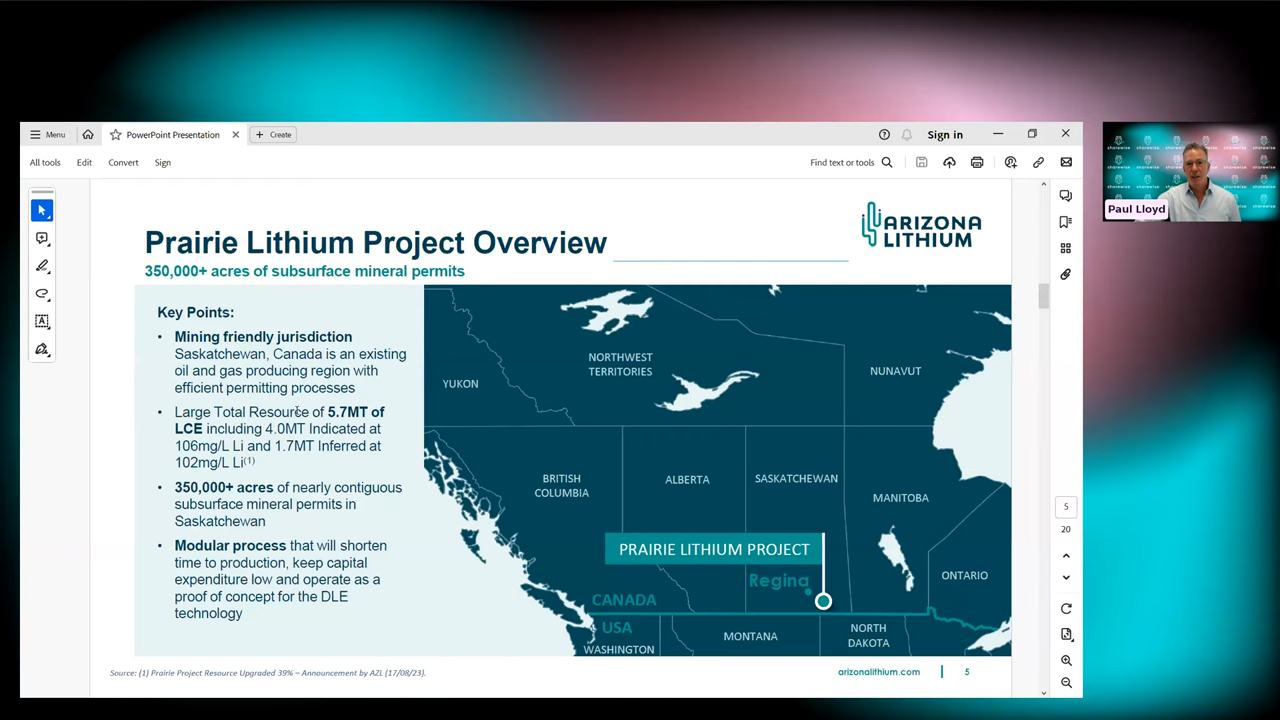 Menu
PowerPoint Presentation
Create
Sign in
All tools
Edit
Convert
Sign
Find text or tools
Prairie Lithium Project Overview
350,000+ acres of subsurface mineral permits
ARIZONA
LITHIUM
Key Points:
• Mining friendly jurisdiction
Saskatchewan, Canada is an existing
oil and gas producing region with
efficient permitting processes
• Large Total Resource of 5.7MT of
LCE including 4.0MT Indicated at
106mg/L Li and 1.7MT Inferred at
102mg/L Li(1)
• 350,000+ acres of nearly contiguous
subsurface mineral permits in
Saskatchewan
• Modular process that will shorten
time to production, keep capital
expenditure low and operate as a
proof of concept for the DLE
technology
YUKON
NORTHWEST
TERRITORIES
NUNAVUT
BRITISH
COLUMBIA
ALBERTA
SASKATCHEWAN
MANITOBA
ONTARIO
PRAIRIE LITHIUM PROJECT
Regina
CANADA
USA
WASHINGTON
MONTANA
NORTH
DAKOTA
Source: (1) Prairie Project Resource Upgraded 39% – Announcement by AZL (17/08/23).
arizonalithium.com
5
5
20
sharewise
Paul Lloyd